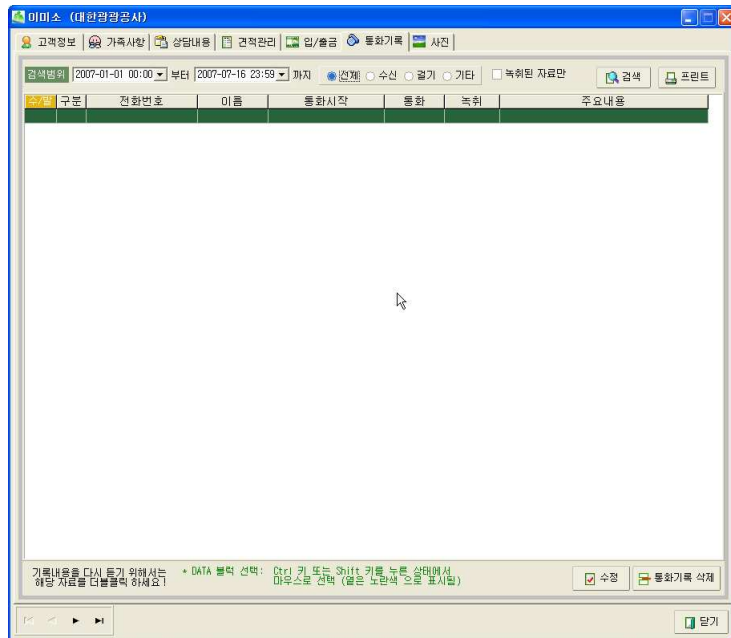 이미소 (대한광광공사)
고객정보 가족사항 상담내용 견적관리 입/출금 통화기록 사진
검색범위 2007-01-01 00:00 부터 2007-07-16 23:59 까지 전체 수신 걸기 기타 녹취된 자료만 검색 프린트
수/발 구분 전화번호 이름 통화시작 통화 녹취 주요내용
기록내용을 다시 듣기 위해서는 * DATA 블럭 선택: Ctrl 키 또는 Shift 키를 누른 상태에서
해당 자료를 더블클릭 하세요! 마우스로 선택 (옅은 노란색 으로 표시됨)
수정 통화기록 삭제
닫기